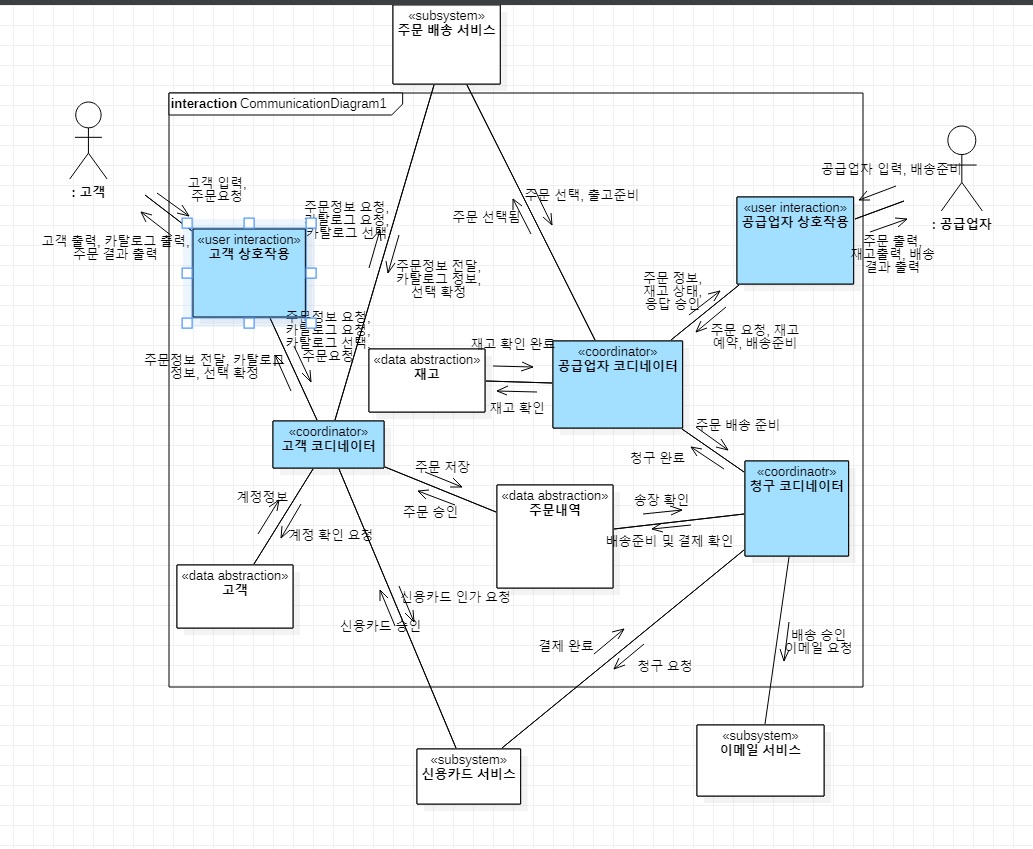 «subsystem»
주문 배송 서비스
interaction CommunicationDiagram1
: 고객
고객 입력,
주문요청
고객 출력, 카탈로그 출력,
주문 결과 출력
«user interaction»
고객 상호작용
주문정보 요청,
카탈로그 요청,
카탈로그 선택
주문 선택, 출고준비
주문 선택됨
주문정보 전달,
카탈로그 정보,
선택 확정
공급업자 입력, 배송준비
: 공급업자
«user interaction»
공급업자 상호작용
주문 출력,
재고출력, 배송
결과 출력
주문 정보,
재고 상태,
응답 승인
주문 요청, 재고
예약, 배송준비
주문정보 요청,
카탈로그 요청,
카탈로그 선택,
주문요청
주문정보 전달, 카탈로그
정보, 선택 확정
재고 확인 완료
«data abstraction»
재고
재고 확인
«coordinator»
공급업자 코디네이터
«coordinator»
고객 코디네이터
주문 배송 준비
청구 완료
«coordinaotr»
청구 코디네이터
주문 저장
주문 승인
«data abstraction»
주문내역
송장 확인
배송준비 및 결제 확인
계정정보
계정 확인 요청
«data abstraction»
고객
신용카드 인가 요청
신용카드 승인
결제 완료
청구 요청
배송 승인
이메일 요청
«subsystem»
신용카드 서비스
«subsystem»
이메일 서비스